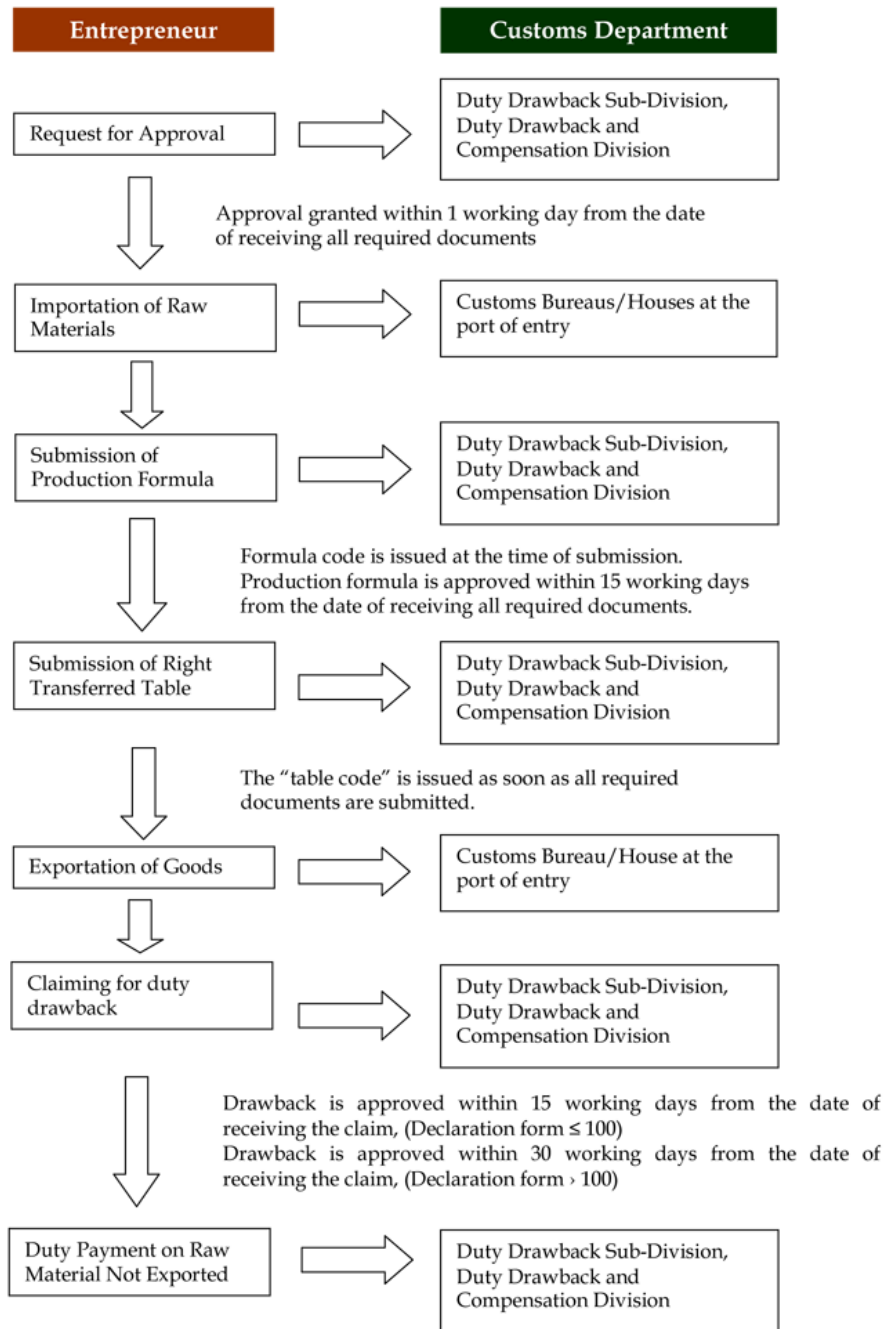 Entrepreneur
Customs Department
Request for Approval
Duty Drawback Sub-Division,
Duty Drawback and
Compensation Division
Approval granted within 1 working day from the date
of receiving all required documents
Importation of Raw
Materials
Customs Bureaus/Houses at the
port of entry
Submission of
Production Formula
Duty Drawback Sub-Division,
Duty Drawback and
Compensation Division
Formula code is issued at the time of submission.
Production formula is approved within 15 working days
from the date of receiving all required documents.
Submission of Right
Transferred Table
Duty Drawback Sub-Division,
Duty Drawback and
Compensation Division
The “table code” is issued as soon as all required
documents are submitted.
Exportation of Goods
Customs Bureau/House at the
port of entry
Claiming for duty
drawback
Duty Drawback Sub-Division,
Duty Drawback and
Compensation Division
Drawback is approved within 15 working days from the date of
receiving the claim, (Declaration form ≤ 100)
Drawback is approved within 30 working days from the date of
receiving the claim, (Declaration form › 100)
Duty Payment on Raw
Material Not Exported
Duty Drawback Sub-Division,
Duty Drawback and
Compensation Division